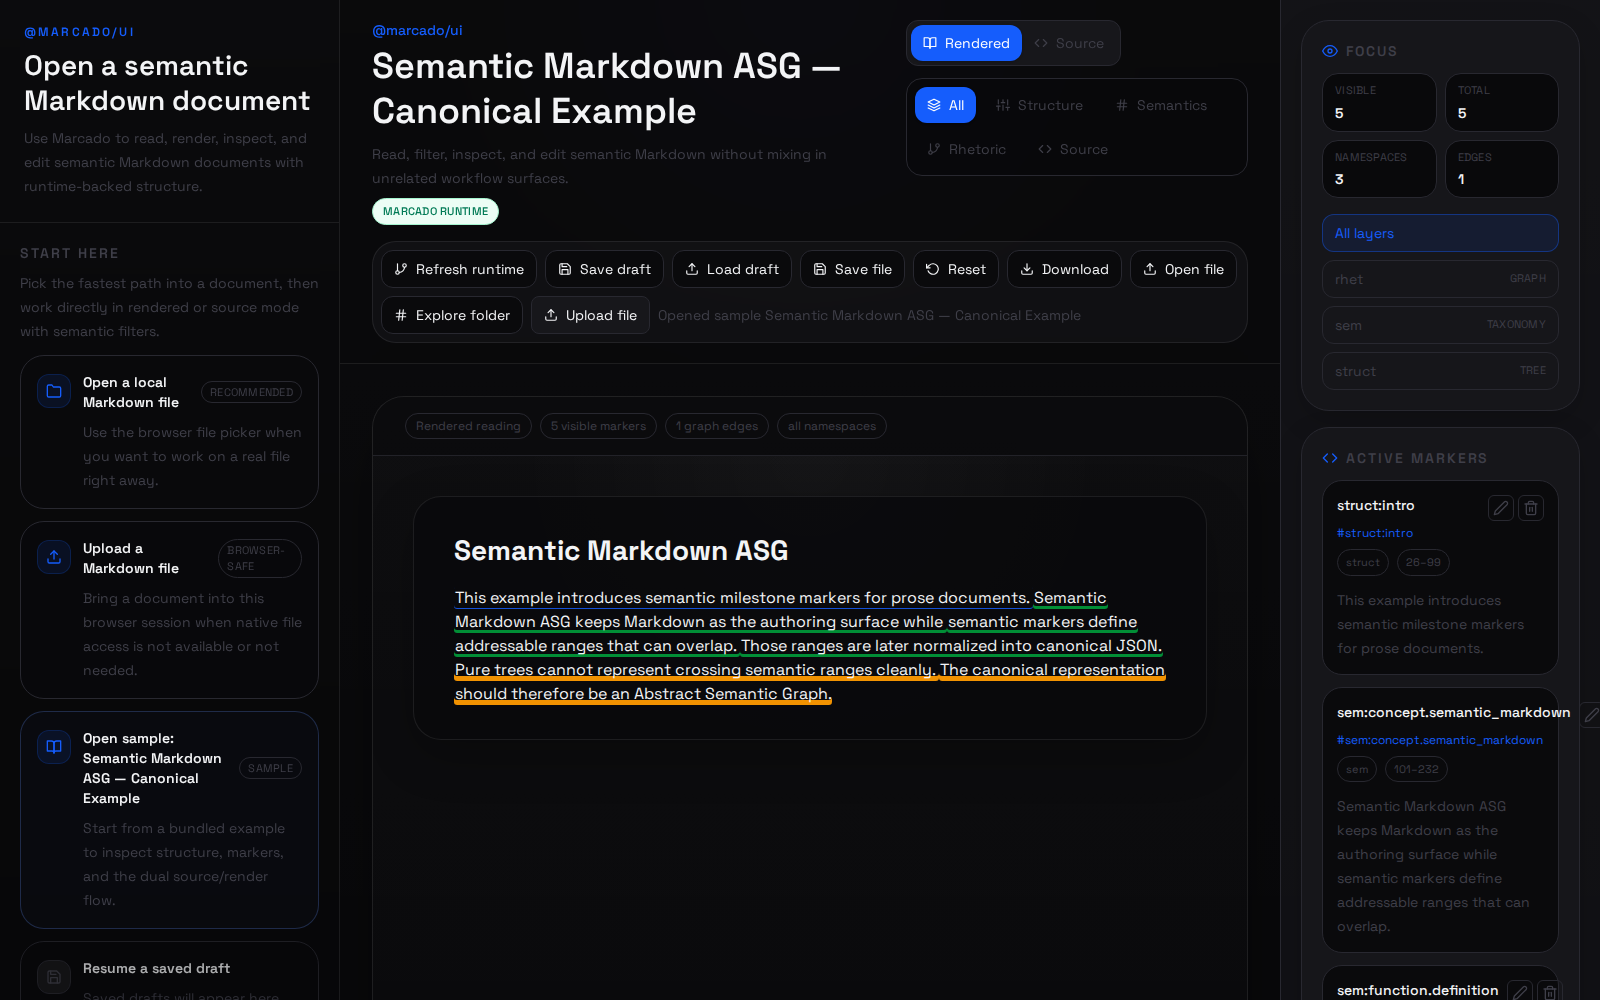 @MARCADO/UI
Open a semantic
Markdown document
Use Marcado to read, render, inspect, and
edit semantic Markdown documents with
runtime-backed structure.
START HERE
Pick the fastest path into a document, then
work directly in rendered or source mode
with semantic filters.
Open a local
Markdown file
RECOMMENDED
Use the browser file picker when
you want to work on a real file
right away.
Upload a
Markdown file
BROWSER-
SAFE
Bring a document into this
browser session when native file
access is not available or not
needed.
Open sample:
Semantic Markdown
ASG — Canonical
Example
SAMPLE
Start from a bundled example
to inspect structure, markers,
and the dual source/render
flow.
Resume a saved draft
Saved drafts will appear here
@marcado/ui
Semantic Markdown ASG —
Canonical Example
Read, filter, inspect, and edit semantic Markdown without mixing in
unrelated workflow surfaces.
MARCADO RUNTIME
Rendered Source
All Structure Semantics
Rhetoric Source
Refresh runtime Save draft Load draft Save file Reset Download Open file
Explore folder Upload file Opened sample Semantic Markdown ASG — Canonical Example
Rendered reading 5 visible markers 1 graph edges all namespaces
Semantic Markdown ASG
This example introduces semantic milestone markers for prose documents. Semantic
Markdown ASG keeps Markdown as the authoring surface while semantic markers define
addressable ranges that can overlap. Those ranges are later normalized into canonical JSON.
Pure trees cannot represent crossing semantic ranges cleanly. The canonical representation
should therefore be an Abstract Semantic Graph.
FOCUS
VISIBLE TOTAL
5 5
NAMESPACES EDGES
3 1
All layers
rhet GRAPH
sem TAXONOMY
struct TREE
ACTIVE MARKERS
struct:intro
#struct:intro
struct 26–99
This example introduces
semantic milestone markers
for prose documents.
sem:concept.semantic_markdown
#sem:concept.semantic_markdown
sem 101–232
Semantic Markdown ASG
keeps Markdown as the
authoring surface while
semantic markers define
addressable ranges that can
overlap.
sem:function.definition